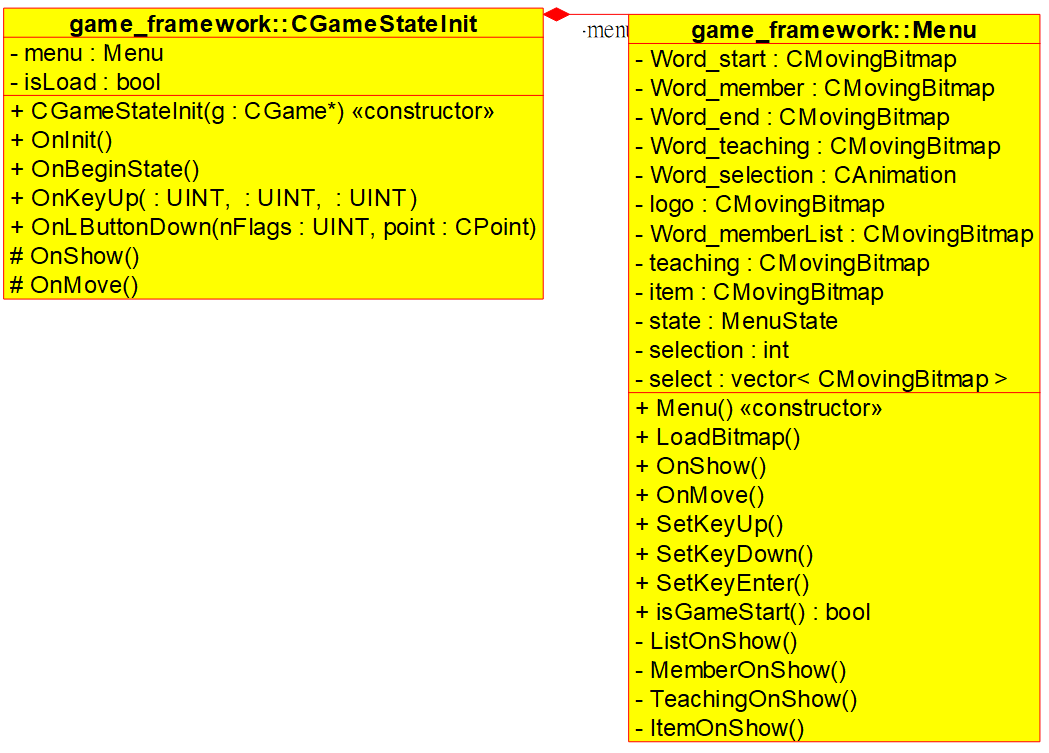 game_framework::CGameStateInit
- menu : Menu
- isLoad : bool
+ CGameStateInit(g : CGame*) «constructor»
+ OnInit()
+ OnBeginState()
+ OnKeyUp( : UINT,  : UINT,  : UINT)
+ OnLButtonDown(nFlags : UINT, point : CPoint)
# OnShow()
# OnMove()
-menu
game_framework::Menu
- Word_start : CMovingBitmap
- Word_member : CMovingBitmap
- Word_end : CMovingBitmap
- Word_teaching : CMovingBitmap
- Word_selection : CAnimation
- logo : CMovingBitmap
- Word_memberList : CMovingBitmap
- teaching : CMovingBitmap
- item : CMovingBitmap
- state : MenuState
- selection : int
- select : vector< CMovingBitmap >
+ Menu() «constructor»
+ LoadBitmap()
+ OnShow()
+ OnMove()
+ SetKeyUp()
+ SetKeyDown()
+ SetKeyEnter()
+ isGameStart() : bool
- ListOnShow()
- MemberOnShow()
- TeachingOnShow()
- ItemOnShow()